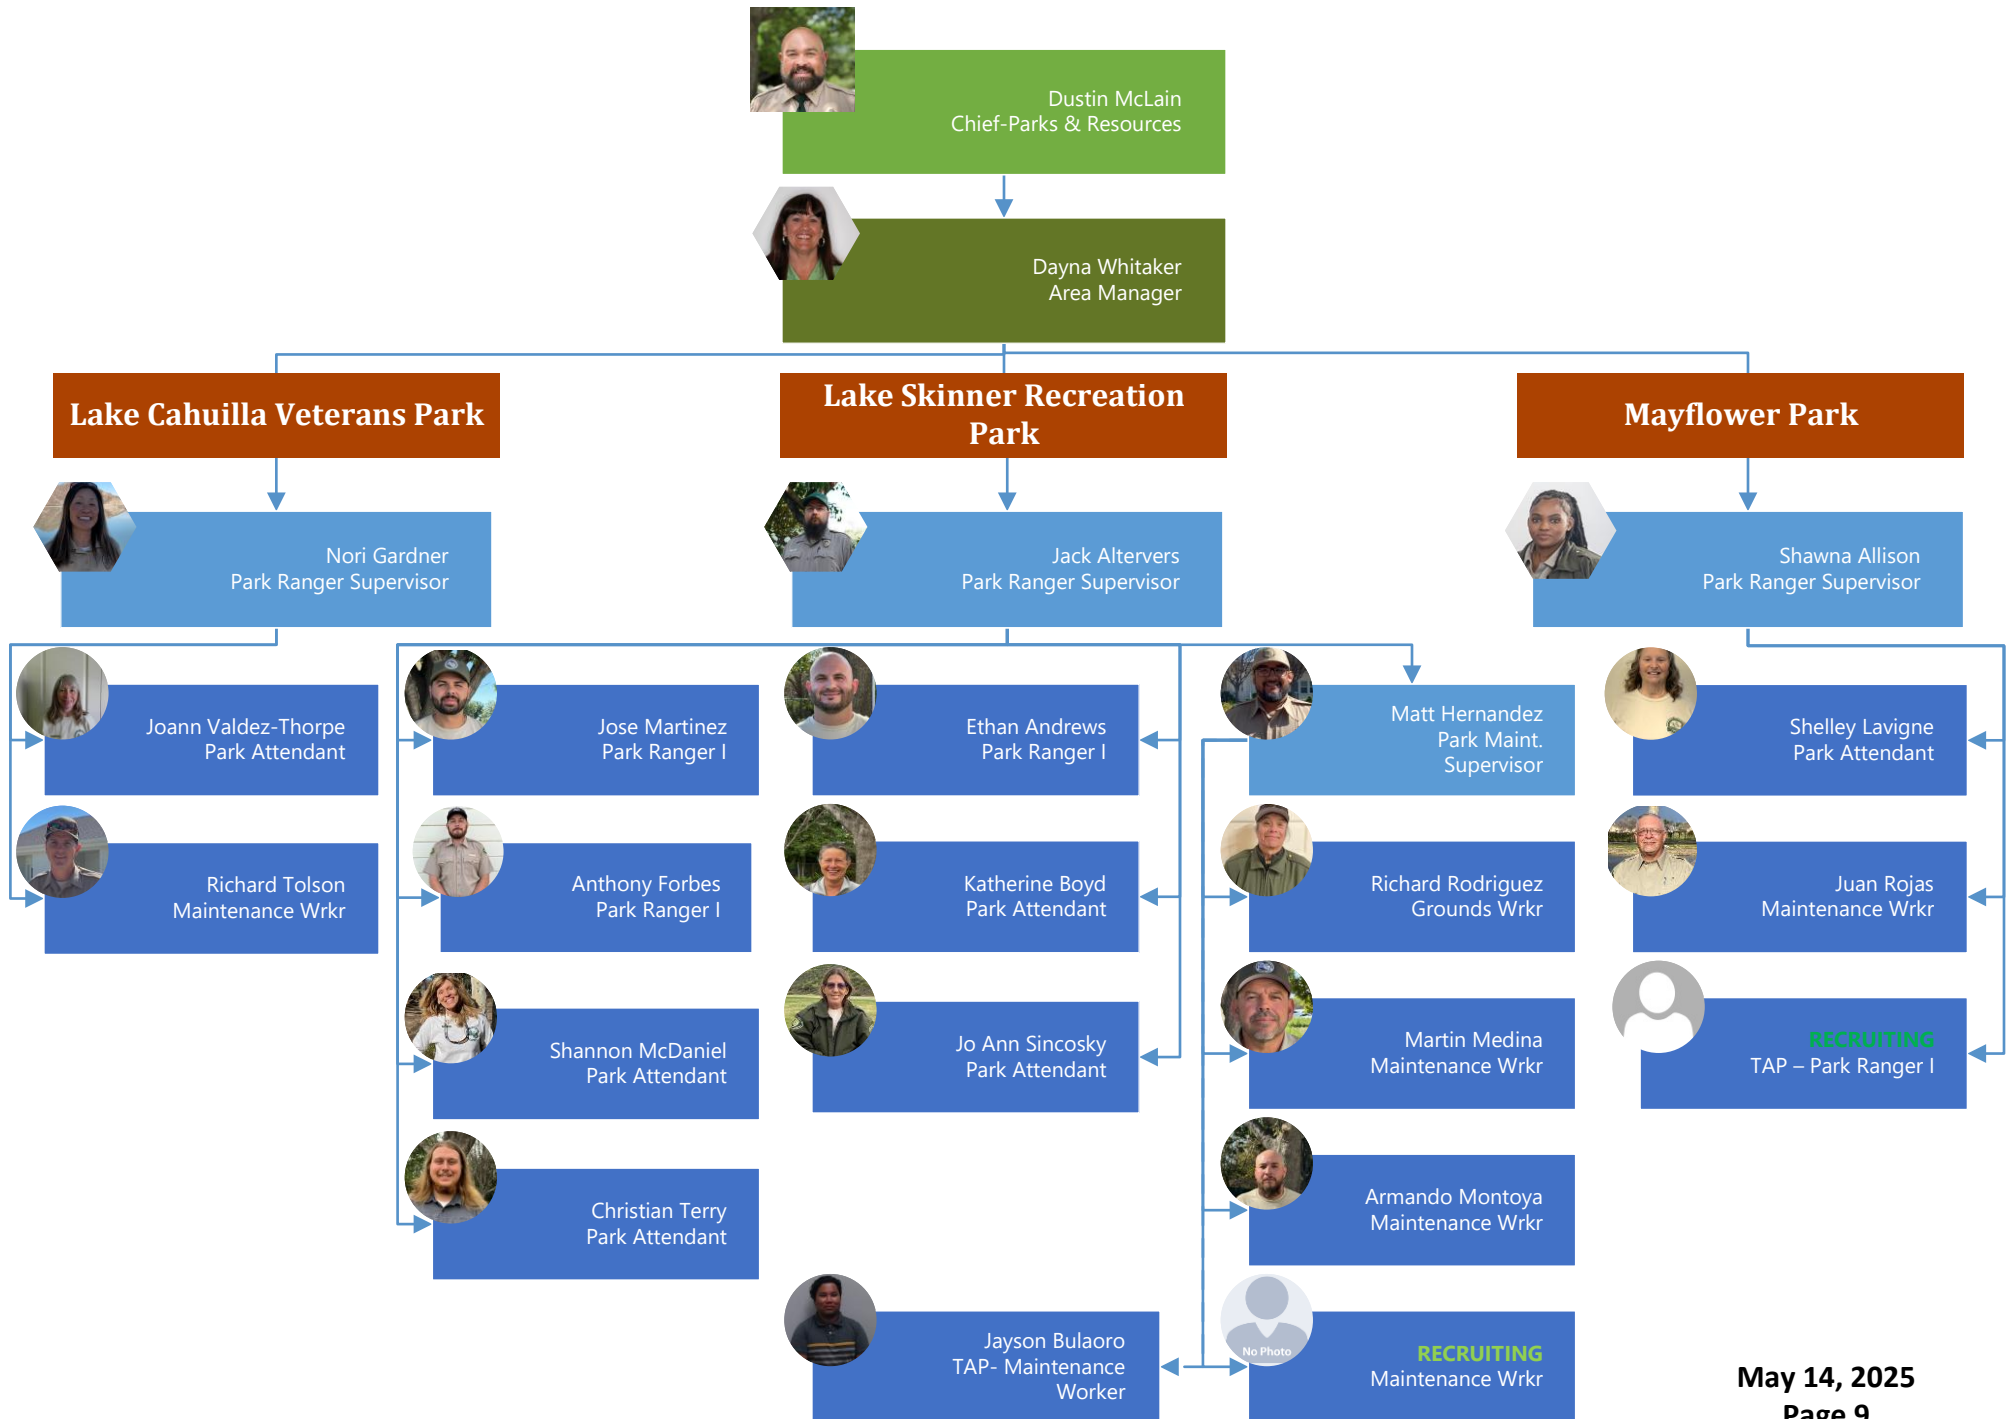 Dustin McLain
Chief-Parks & Resources
Dayna Whitaker
Area Manager
Lake Cahuilla Veterans Park
Lake Skinner Recreation
Park
Mayflower Park
Nori Gardner
Park Ranger Supervisor
Jack Altervers
Park Ranger Supervisor
Shawna Allison
Park Ranger Supervisor
Joann Valdez-Thorpe
Park Attendant
Jose Martinez
Park Ranger I
Ethan Andrews
Park Ranger I
Matt Hernandez
Park Maint.
Supervisor
Shelley Lavigne
Park Attendant
Richard Tolson
Maintenance Wrkr
Anthony Forbes
Park Ranger I
Katherine Boyd
Park Attendant
Richard Rodriguez
Grounds Wrkr
Juan Rojas
Maintenance Wrkr
Shannon McDaniel
Park Attendant
Jo Ann Sincosky
Park Attendant
Martin Medina
Maintenance Wrkr
RECRUITING
TAP – Park Ranger I
Christian Terry
Park Attendant
Armando Montoya
Maintenance Wrkr
Jayson Bulaoro
TAP- Maintenance
Worker
No Photo
RECRUITING
Maintenance Wrkr
May 14, 2025
Page 9